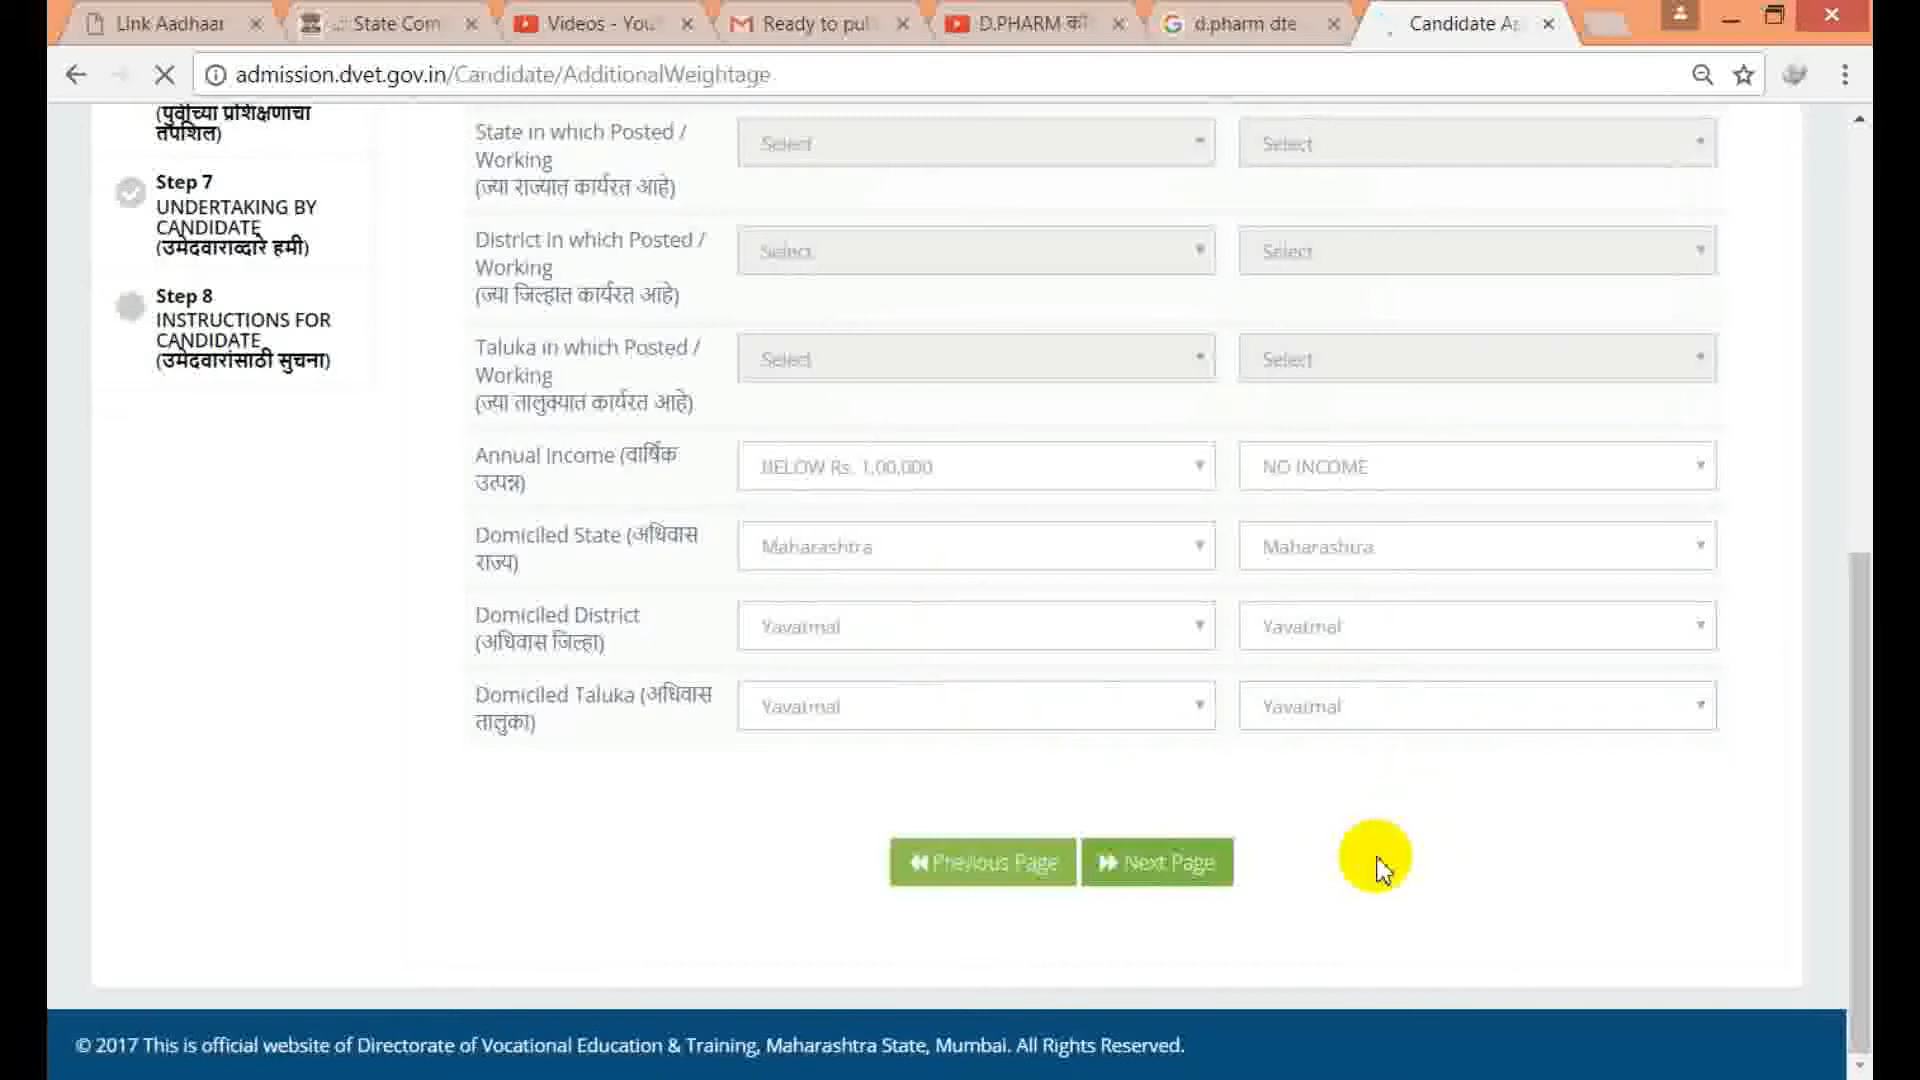 Link Aadhaar
.:: State Com
Videos - You
Ready to pul
D.PHARM को
d.pharm dte
Candidate Ap
admission.dvet.gov.in/Candidate/AdditionalWeightage
(पुर्वीच्या प्रशिक्षणाचा
तपशिल)
Step 7
UNDERTAKING BY
CANDIDATE
(उमेदवाराव्दारे हमी)
Step 8
INSTRUCTIONS FOR
CANDIDATE
(उमेदवारांसाठी सुचना)
State in which Posted /
Working
(ज्या राज्यात कार्यरत आहे)
Select
Select
District in which Posted /
Working
(ज्या जिल्हात कार्यरत आहे)
Select
Select
Taluka in which Posted /
Working
(ज्या तालुक्यात कार्यरत आहे)
Select
Select
Annual Income (वार्षिक
उत्पन्न)
BELOW Rs. 1,00,000
NO INCOME
Domiciled State (अधिवास
राज्य)
Maharashtra
Maharashtra
Domiciled District
(अधिवास जिल्हा)
Yavatmal
Yavatmal
Domiciled Taluka (अधिवास
तालुका)
Yavatmal
Yavatmal
Previous Page
Next Page
© 2017 This is official website of Directorate of Vocational Education & Training, Maharashtra State, Mumbai. All Rights Reserved.